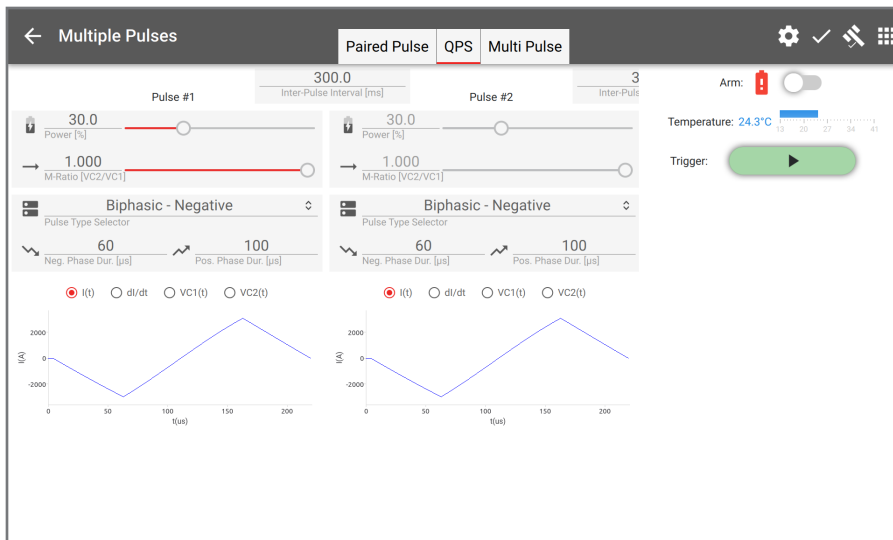 Multiple Pulses
Paired Pulse QPS Multi Pulse
300.0
Inter-Pulse Interval [ms]
3
Inter-Puls
Pulse #1
Pulse #2
30.0
Power [%]
1.000
M-Ratio [VC2/VC1]
Biphasic - Negative
Pulse Type Selector
60
Neg. Phase Dur. [µs]
100
Pos. Phase Dur. [µs]
I(t) dI/dt VC1(t) VC2(t)
I(A)
2000
0
-2000
0 50 100 150 200
t(us)
30.0
Power [%]
1.000
M-Ratio [VC2/VC1]
Biphasic - Negative
Pulse Type Selector
60
Neg. Phase Dur. [µs]
100
Pos. Phase Dur. [µs]
I(t) dI/dt VC1(t) VC2(t)
I(A)
2000
0
-2000
0 50 100 150 200
t(us)
Arm:
Temperature: 24.3°C
13 20 27 34 41
Trigger: